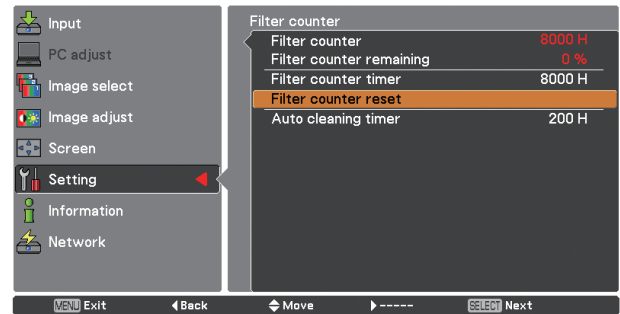 Input
PC adjust
Image select
Image adjust
Screen
Setting
Information
Network
Filter counter
Filter counter 8000 H
Filter counter remaining 0 %
Filter counter timer 8000 H
Filter counter reset
Auto cleaning timer 200 H
MENU Exit Back Move ----- SELECT Next